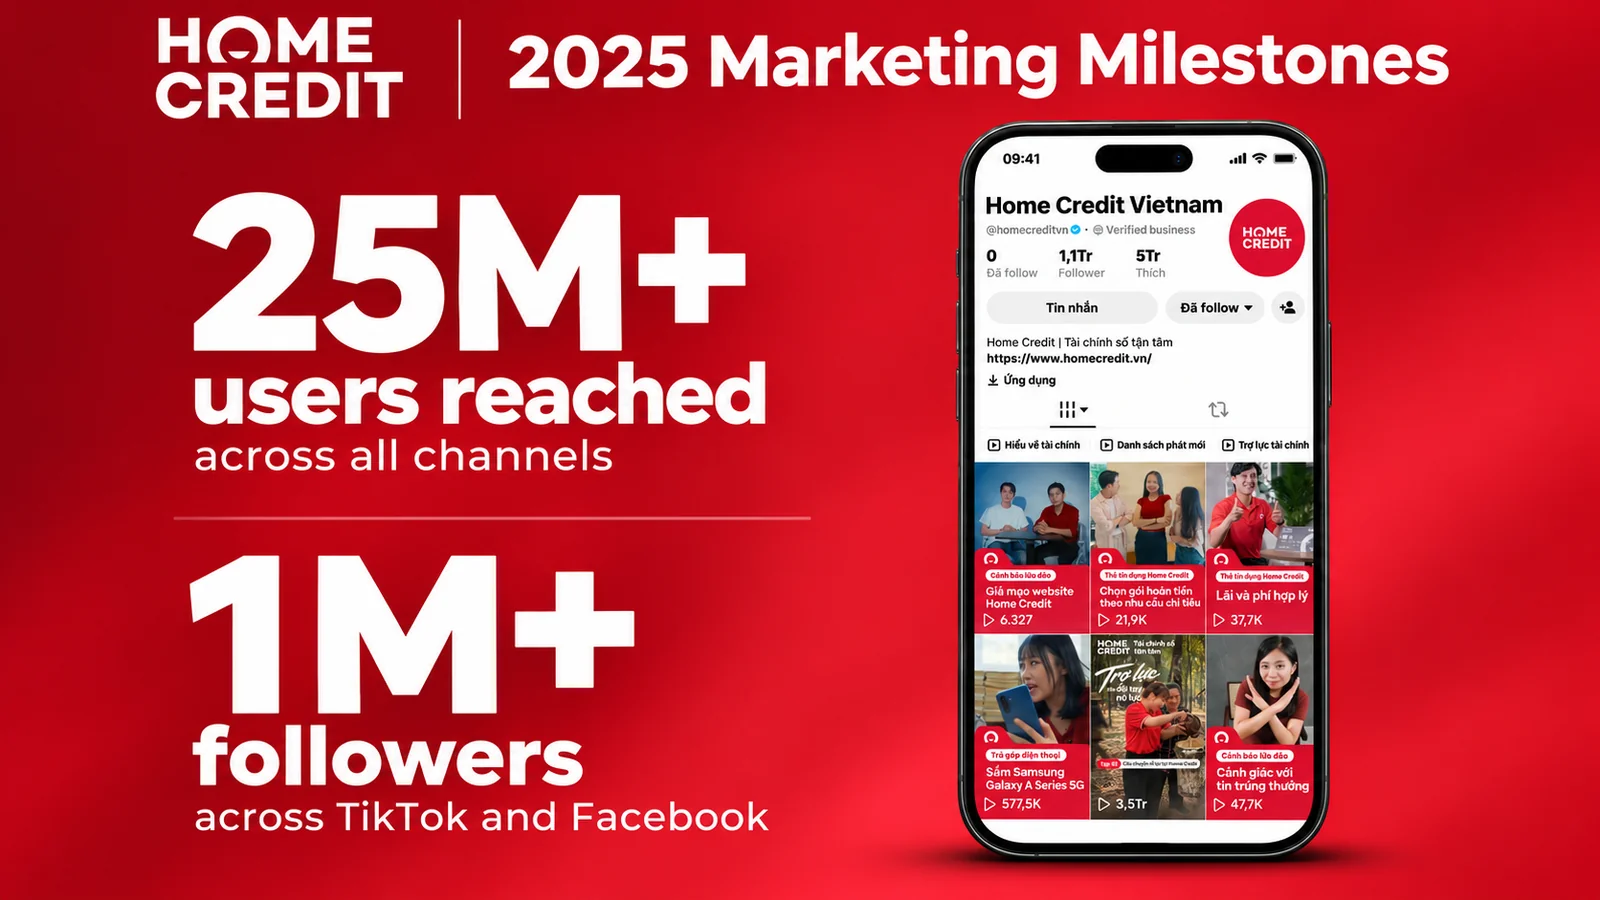 HOME
CREDIT
2025 Marketing Milestones
25M+
users reached
across all channels
1M+
followers
across TikTok and Facebook
09:41
Home Credit Vietnam
@homecreditvn · Verified business
HOME
CREDIT
0 1,1Tr 5Tr
Đã follow Follower Thích
Tin nhắn Đã follow
Home Credit | Tài chính số tận tâm
https://www.homecredit.vn/
Ứng dụng
Hiểu về tài chính Danh sách phát mới Trợ lực tài chính
Cảnh báo lừa đảo
Giả mạo website
Home Credit
6.327
Thẻ tín dụng Home Credit
Chọn gói hoàn tiền
theo nhu cầu chi tiêu
21,9K
Thẻ tín dụng Home Credit
Lãi và phí hợp lý
37,7K
Trả góp điện thoại
Sắm Samsung
Galaxy A Series 5G
577,5K
HOME
CREDIT
Tài chính số
tận tâm
Trợ lực
nỗ lực
3,5Tr
Cảnh báo lừa đảo
Cảnh giác với
tin trúng thưởng
47,7K